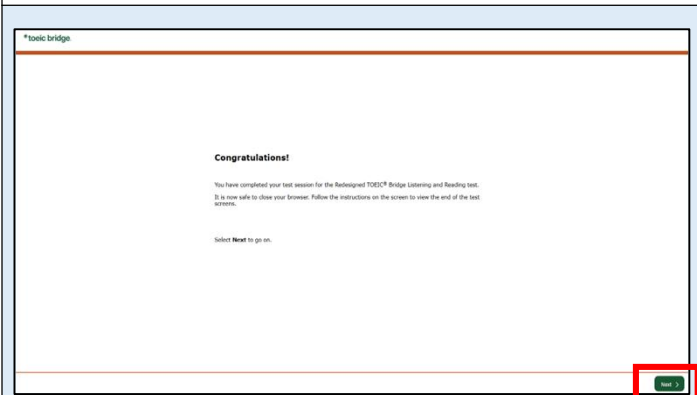 *toeic bridge
Congratulations!
You have completed your test session for the Redesigned TOEIC® Bridge Listening and Reading test.
It is now safe to close your browser. Follow the instructions on the screen to view the end of the test
screens.
Select Next to go on.
Next >